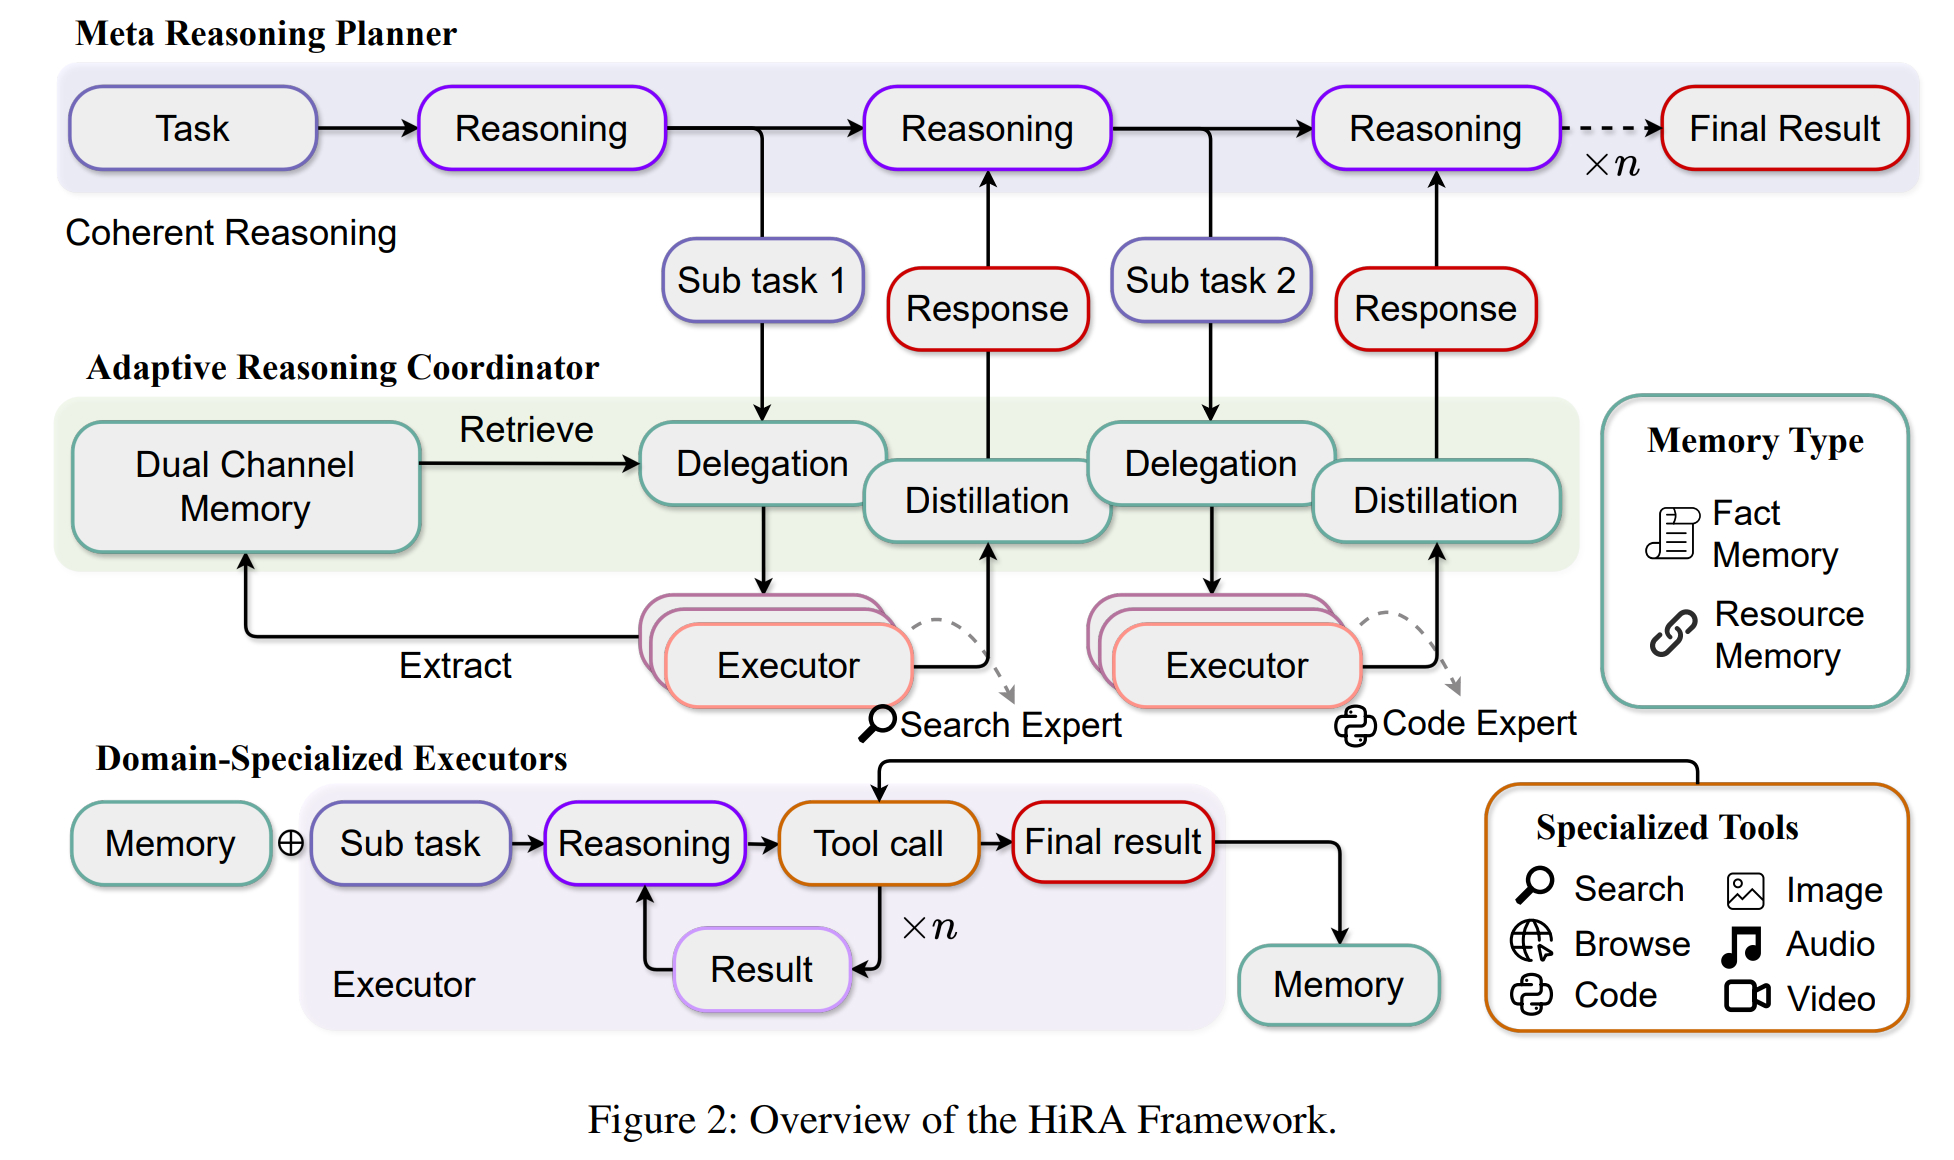 Meta Reasoning Planner
Task
Reasoning
Reasoning
Reasoning
×n
Final Result
Coherent Reasoning
Sub task 1
Response
Sub task 2
Response
Adaptive Reasoning Coordinator
Dual Channel
Memory
Retrieve
Delegation
Distillation
Delegation
Distillation
Memory Type
Fact
Memory
Resource
Memory
Extract
Executor
Search Expert
Executor
Code Expert
Domain-Specialized Executors
Memory
⊕
Sub task
Reasoning
Tool call
Final result
×n
Result
Executor
Memory
Specialized Tools
Search
Image
Browse
Audio
Code
Video
Figure 2: Overview of the HiRA Framework.